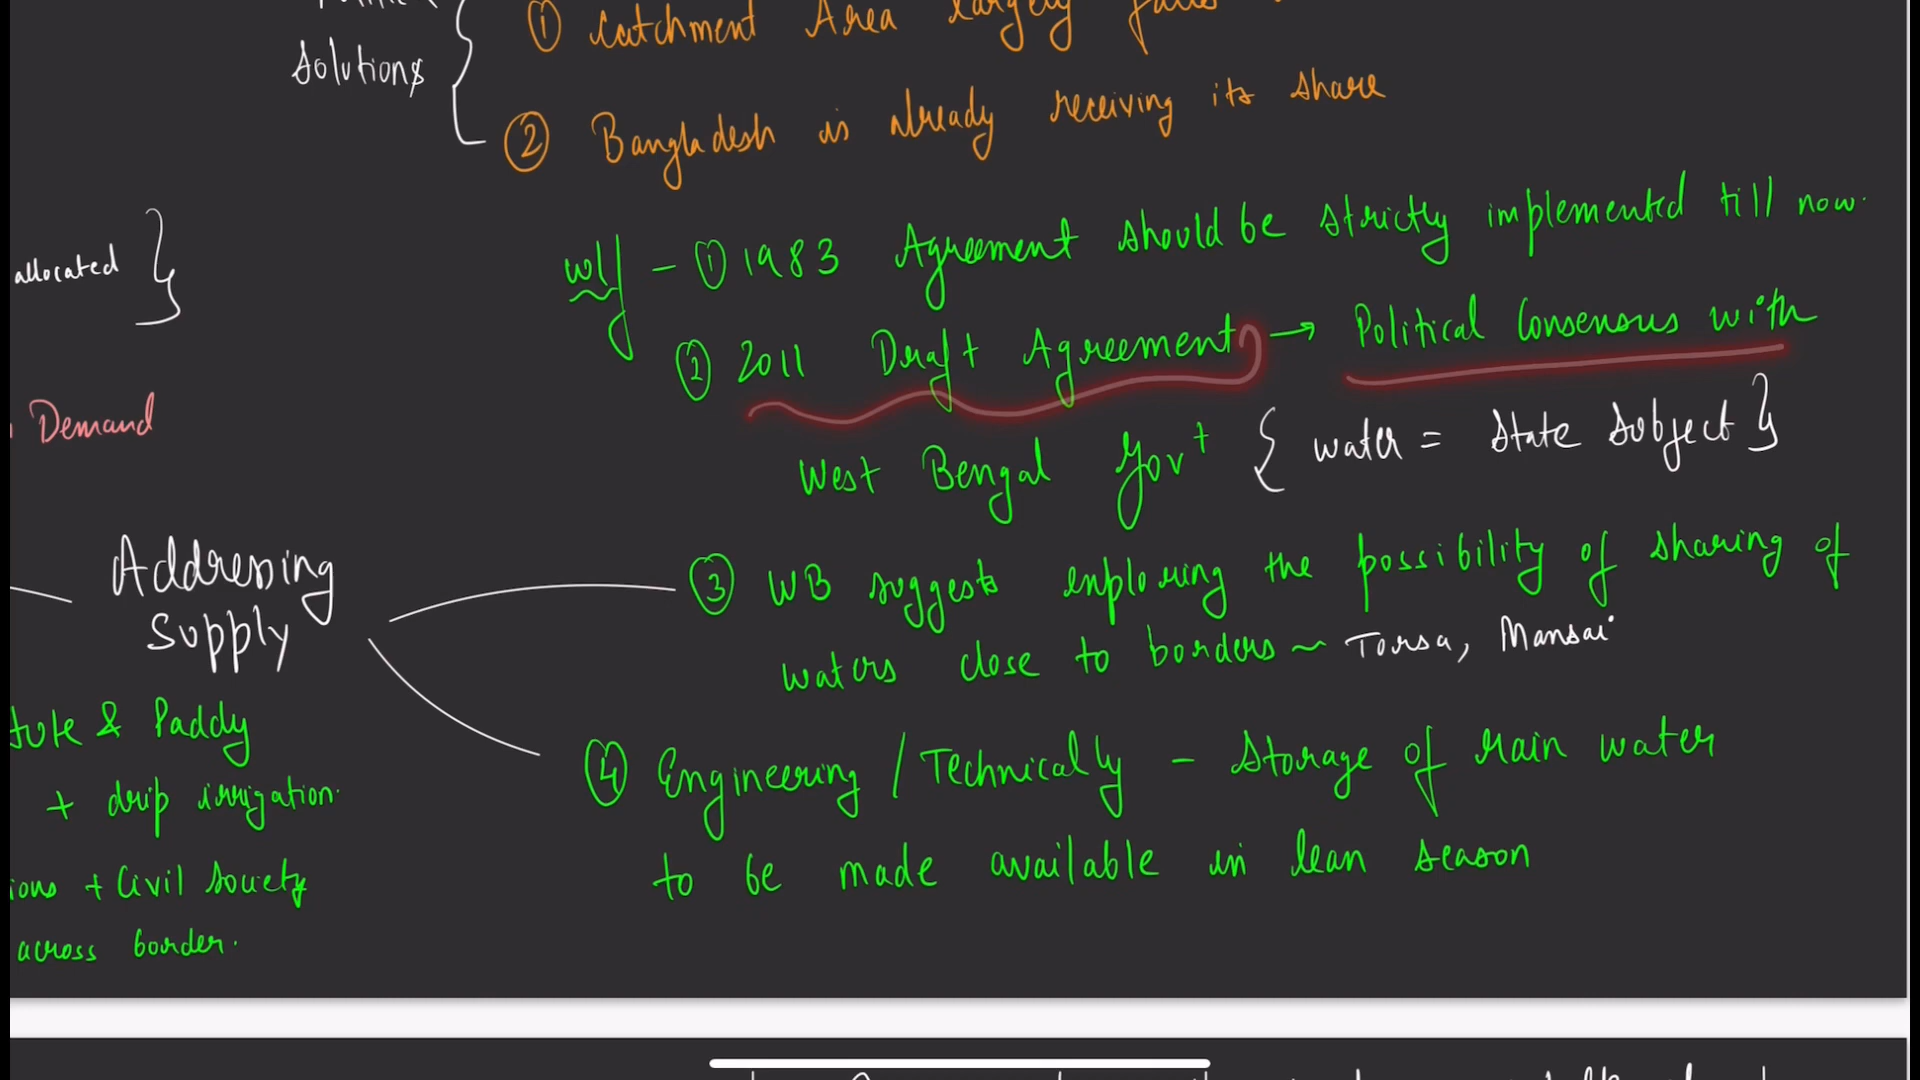 Solutions
① Catchment Area largely falls
② Bangladesh is already receiving its share
wlf - ① 1983 Agreement should be strictly implemented till now.
② 2011 Draft Agreement → Political Consensus with
West Bengal Govt { water = State Subject }
③ WB suggests exploring the possibility of sharing of
waters close to borders ~ Torsa, Mansai
④ Engineering / Technically - Storage of rain water
to be made available in lean season
allocated }
Demand
Addressing
Supply
& Paddy
+ drip irrigation.
+ Civil Society
across border.